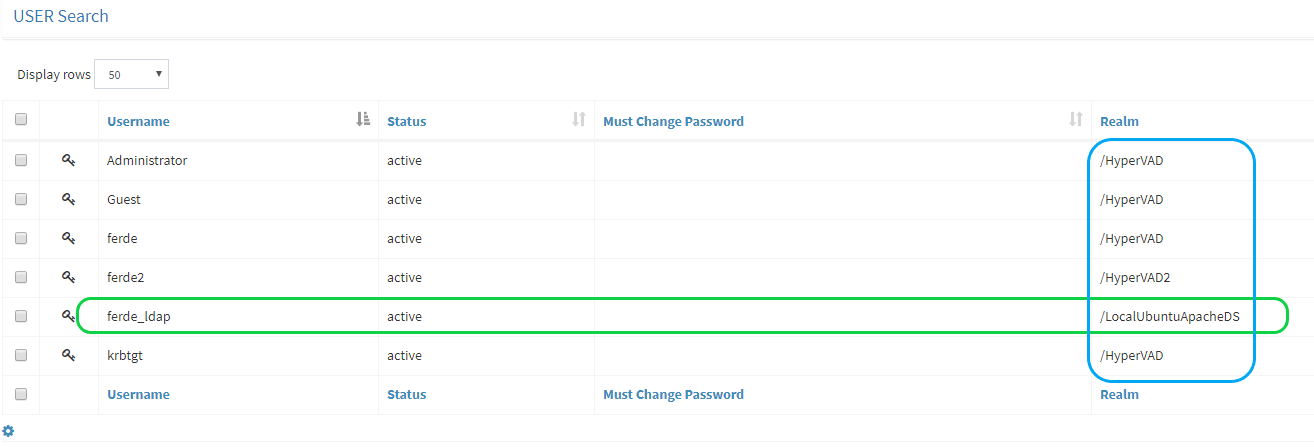 USER Search
Display rows 50
Username Status Must Change Password Realm
Administrator active /HyperVAD
Guest active /HyperVAD
ferde active /HyperVAD
ferde2 active /HyperVAD2
ferde_ldap active /LocalUbuntuApacheDS
krbtgt active /HyperVAD
Username Status Must Change Password Realm